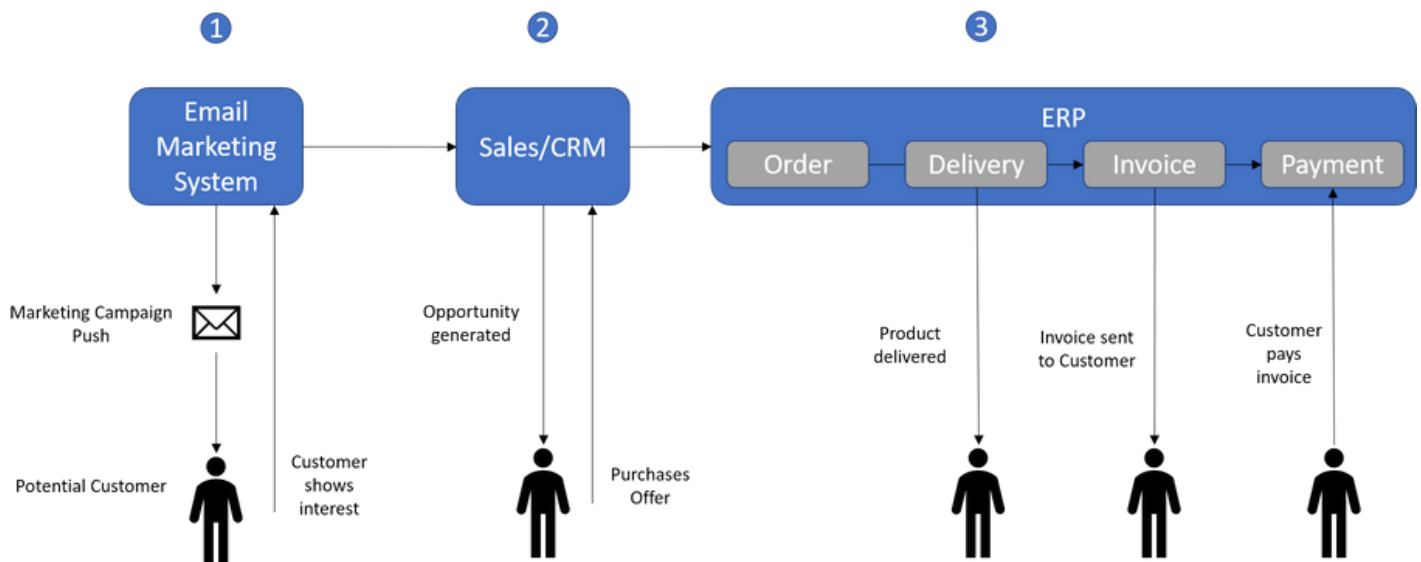 1
2
3
Email
Marketing
System
Sales/CRM
ERP
Order
Delivery
Invoice
Payment
Marketing Campaign
Push
Opportunity
generated
Product
delivered
Invoice sent
to Customer
Customer
pays
invoice
Potential Customer
Customer
shows
interest
Purchases
Offer